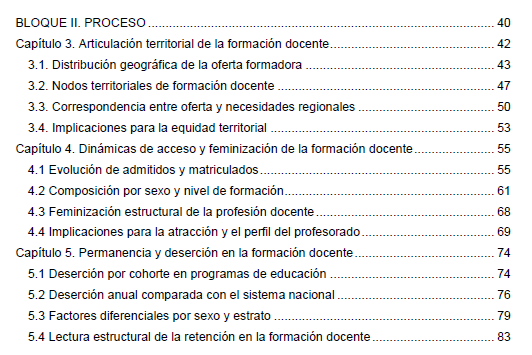 BLOQUE II. PROCESO ........ 40
Capítulo 3. Articulación territorial de la formación docente ........ 42
3.1. Distribución geográfica de la oferta formadora ........ 43
3.2. Nodos territoriales de formación docente ........ 47
3.3. Correspondencia entre oferta y necesidades regionales ........ 50
3.4. Implicaciones para la equidad territorial ........ 53
Capítulo 4. Dinámicas de acceso y feminización de la formación docente ........ 55
4.1 Evolución de admitidos y matriculados ........ 55
4.2 Composición por sexo y nivel de formación ........ 61
4.3 Feminización estructural de la profesión docente ........ 68
4.4 Implicaciones para la atracción y el perfil del profesorado ........ 69
Capítulo 5. Permanencia y deserción en la formación docente ........ 74
5.1 Deserción por cohorte en programas de educación ........ 74
5.2 Deserción anual comparada con el sistema nacional ........ 76
5.3 Factores diferenciales por sexo y estrato ........ 79
5.4 Lectura estructural de la retención en la formación docente ........ 83